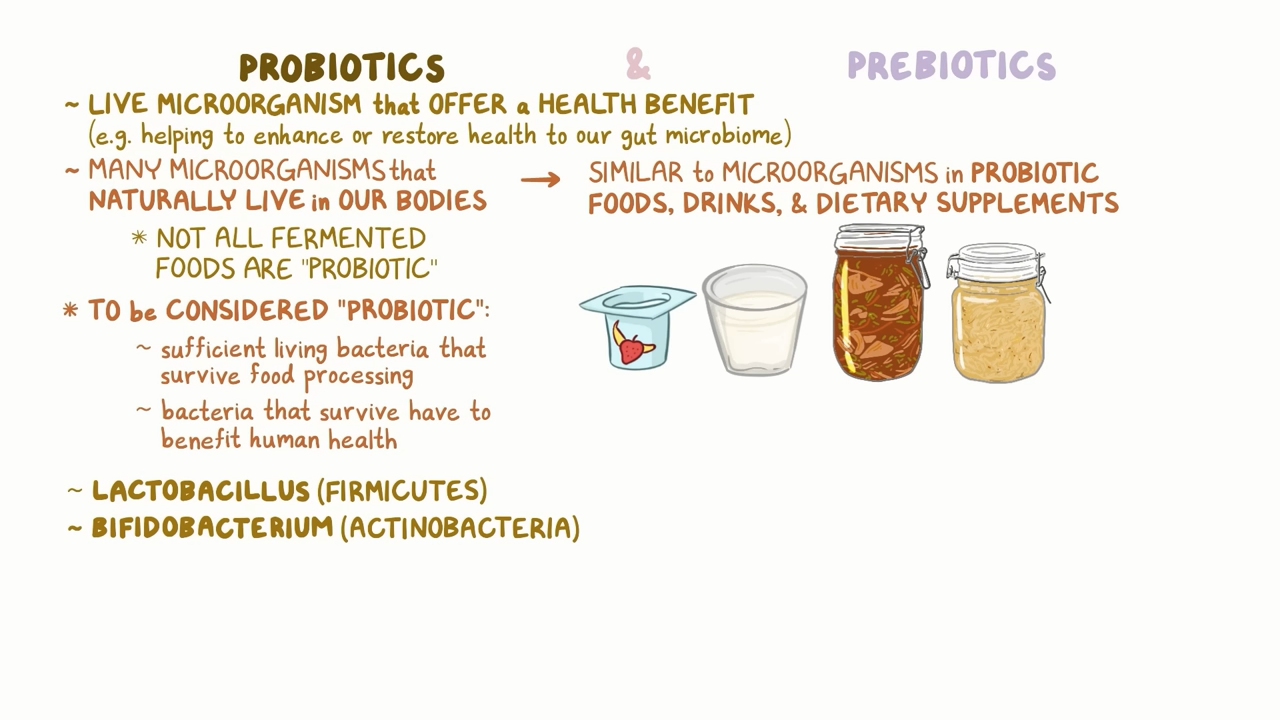 PROBIOTICS & PREBIOTICS
~ LIVE MICROORGANISM that OFFER a HEALTH BENEFIT
(e.g. helping to enhance or restore health to our gut microbiome)
~ MANY MICROORGANISMS that
NATURALLY LIVE in OUR BODIES
→ SIMILAR to MICROORGANISMS in PROBIOTIC
FOODS, DRINKS, & DIETARY SUPPLEMENTS
* NOT ALL FERMENTED
FOODS ARE "PROBIOTIC"
* TO be CONSIDERED "PROBIOTIC":
~ sufficient living bacteria that
survive food processing
~ bacteria that survive have to
benefit human health
~ LACTOBACILLUS (FIRMICUTES)
~ BIFIDOBACTERIUM (ACTINOBACTERIA)